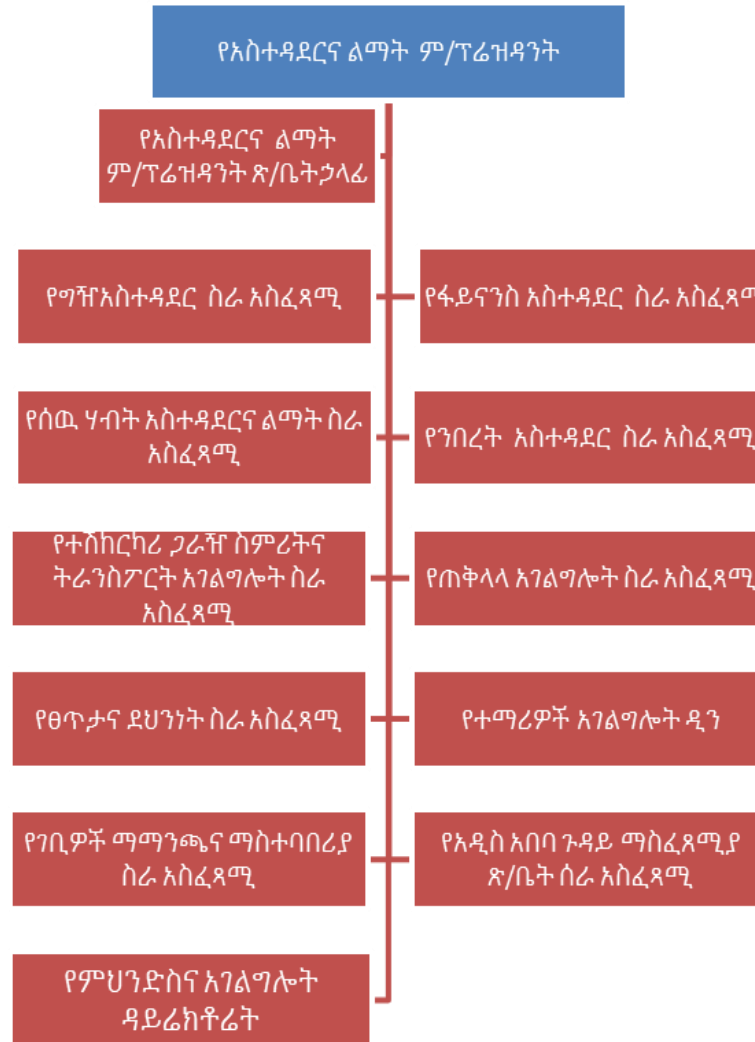 የአስተዳደርና ልማት ም/ፕሬዝዳንት
የአስተዳደርና ልማት
ም/ፕሬዝዳንት ጽ/ቤትኃላፊ
የግዥአስተዳደር ስራ አስፈጻሚ
የፋይናንስ አስተዳደር ስራ አስፈጻሚ
የሰዉ ሃብት አስተዳደርና ልማት ስራ
አስፈጻሚ
የንበረት አስተዳደር ስራ አስፈጻሚ
የተሽከርካሪ ጋራዥ ስምሪትና
ትራንስፖርት አገልግሎት ስራ
አስፈጻሚ
የጠቅላላ አገልግሎት ስራ አስፈጻሚ
የፀጥታና ደህንነት ስራ አስፈጻሚ
የተማሪዎች አገልግሎት ዲን
የገቢዎች ማማንጫና ማስተባበሪያ
ስራ አስፈጻሚ
የአዲስ አበባ ጉዳይ ማስፈጸሚያ
ጽ/ቤት ሰራ አስፈጻሚ
የምህንድስና አገልግሎት
ዳይሬክቶሬት